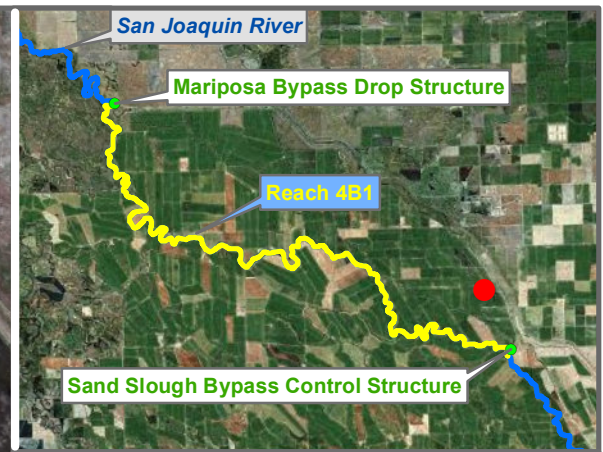 San Joaquin River
Mariposa Bypass Drop Structure
Reach 4B1
Sand Slough Bypass Control Structure